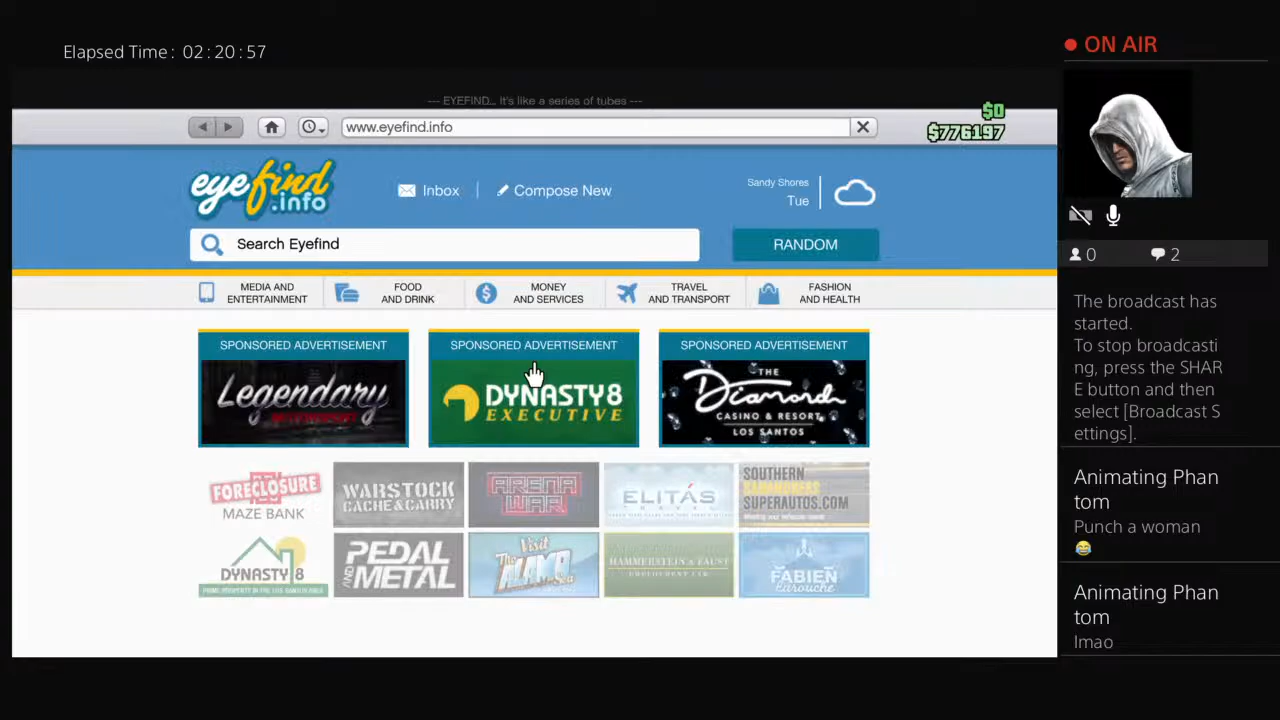 Elapsed Time: 02:20:57
ON AIR
--- EYEFIND... It's like a series of tubes ---
www.eyefind.info
$0
$776197
eyefind
.info
Inbox
Compose New
Sandy Shores
Tue
Search Eyefind
RANDOM
MEDIA AND
ENTERTAINMENT
FOOD
AND DRINK
MONEY
AND SERVICES
TRAVEL
AND TRANSPORT
FASHION
AND HEALTH
SPONSORED ADVERTISEMENT
Legendary
SPONSORED ADVERTISEMENT
DYNASTY8
EXECUTIVE
SPONSORED ADVERTISEMENT
THE
Diamond
CASINO & RESORT
LOS SANTOS
FORECLOSURE
MAZE BANK
WARSTOCK
CACHE & CARRY
ARENA
WAR
ELITÁS
TRAVEL
SOUTHERN
SANANDREAS
SUPERAUTOS.COM
DYNASTY 8
PEDAL
AND
METAL
Visit
The
ALAMO
Sea
HAMMERSTEIN & FAUST
FABIEN
Larouche
0
2
The broadcast has
started.
To stop broadcasti
ng, press the SHAR
E button and then
select [Broadcast S
ettings].
Animating Phan
tom
Punch a woman
😂
Animating Phan
tom
lmao